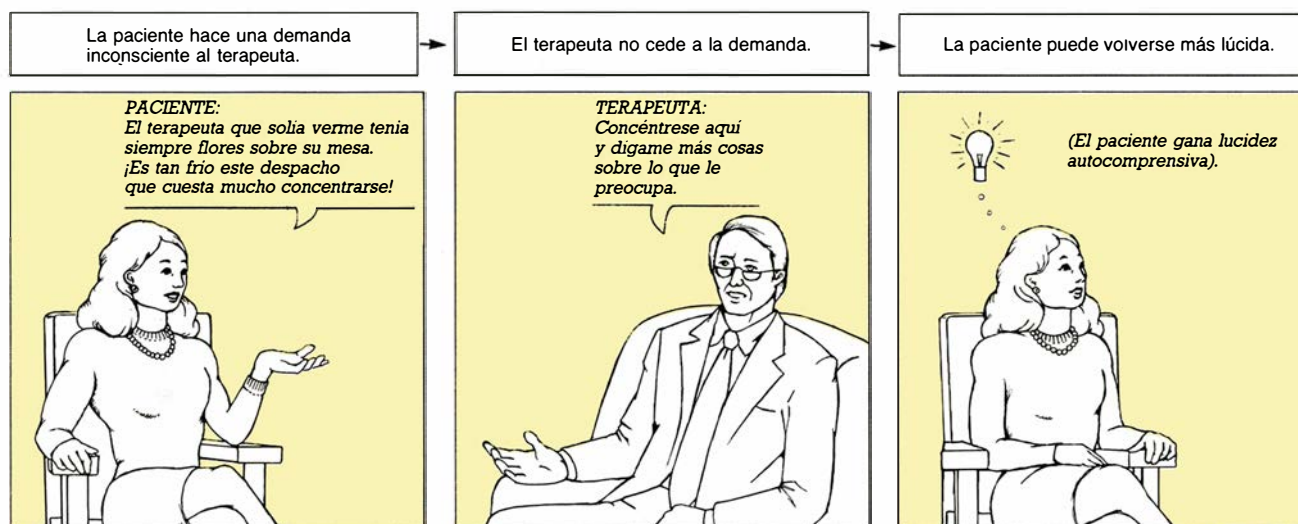 La paciente hace una demanda
inconsciente al terapeuta.
El terapeuta no cede a la demanda.
La paciente puede volverse más lúcida.
PACIENTE:
El terapeuta que solía verme tenía
siempre flores sobre su mesa.
¡Es tan frío este despacho
que cuesta mucho concentrarse!
TERAPEUTA:
Concéntrese aquí
y dígame más cosas
sobre lo que le
preocupa.
(El paciente gana lucidez
autocomprensiva).